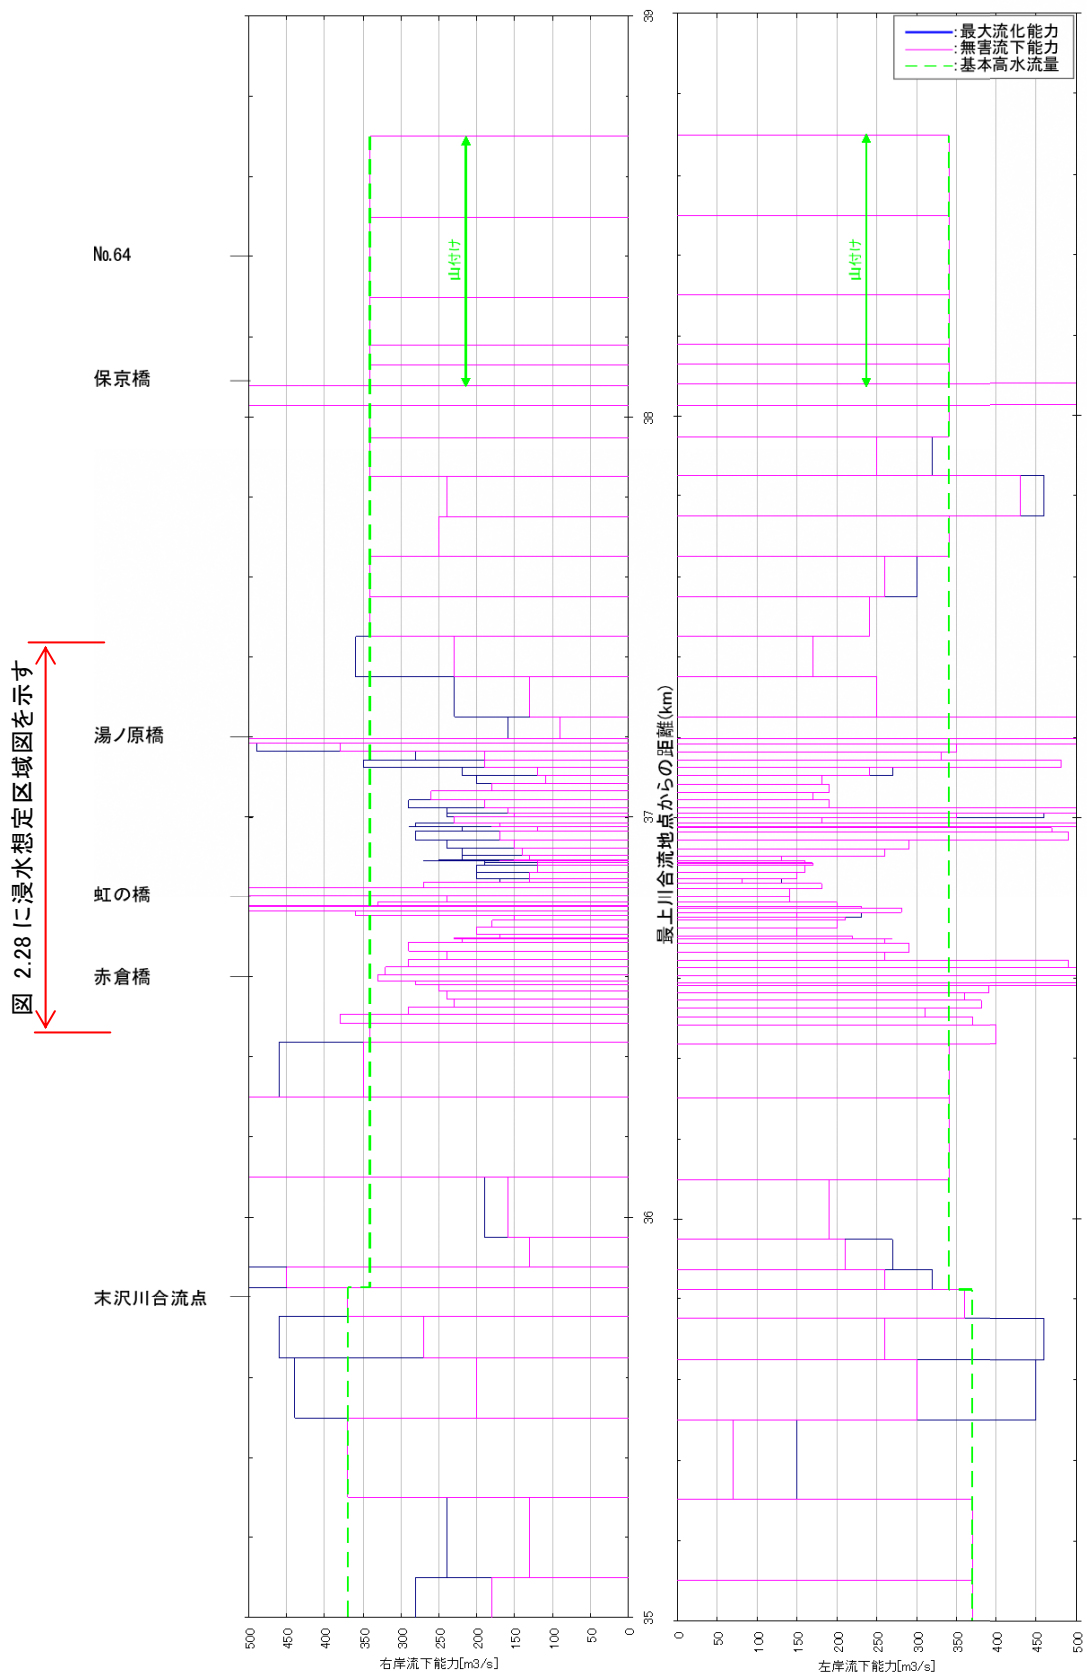 :最大流化能力
:無害流下能力
:基本高水流量
39
山付け
山付け
№64
保京橋
38
図 2.28 に浸水想定区域図を示す
湯ノ原橋
最上川合流地点からの距離(km)
37
虹の橋
赤倉橋
36
末沢川合流点
35
500 450 400 350 300 250 200 150 100 50 0
右岸流下能力[m3/s]
0 50 100 150 200 250 300 350 400 450 500
左岸流下能力[m3/s]